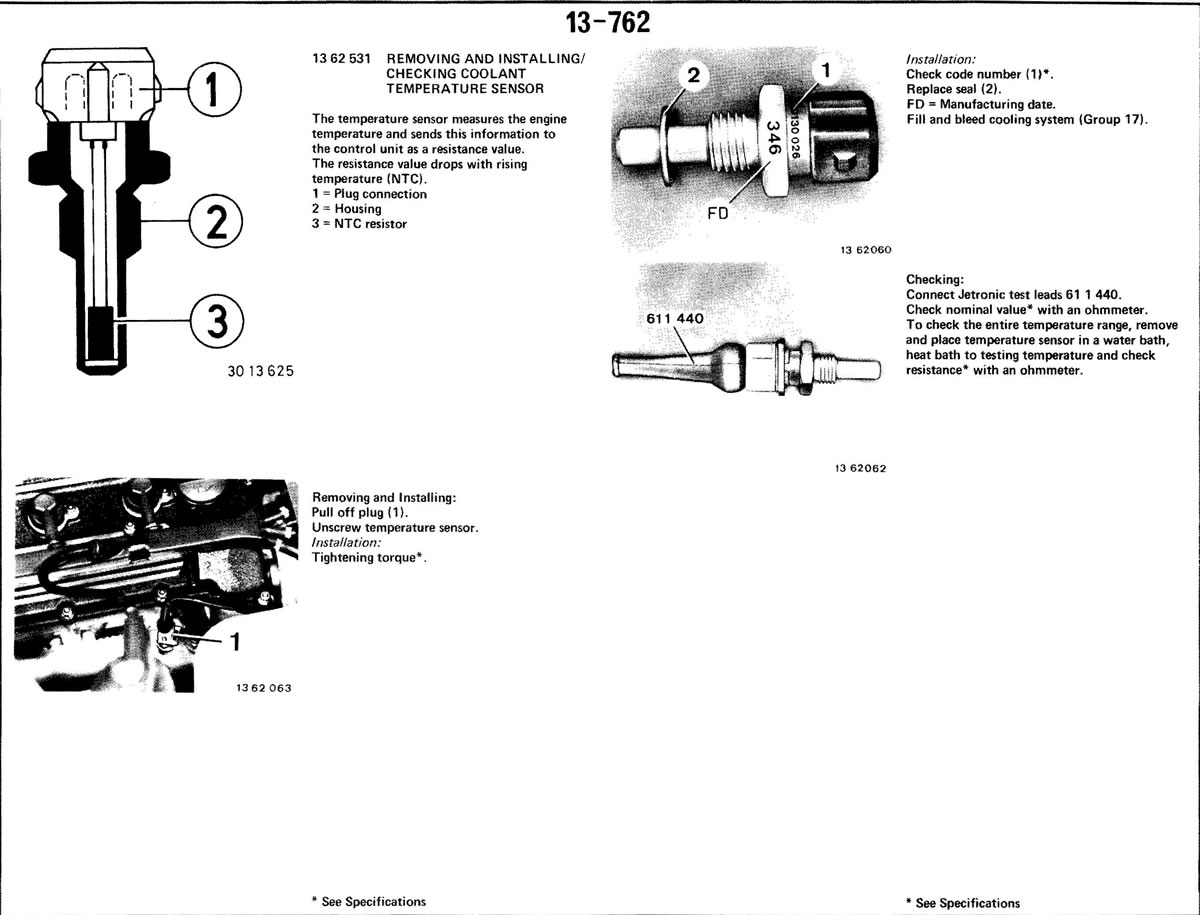 13-762
1
2
3
30 13 625
13 62 531 REMOVING AND INSTALLING/
CHECKING COOLANT
TEMPERATURE SENSOR
The temperature sensor measures the engine
temperature and sends this information to
the control unit as a resistance value.
The resistance value drops with rising
temperature (NTC).
1 = Plug connection
2 = Housing
3 = NTC resistor
1
13 62 063
Removing and Installing:
Pull off plug (1).
Unscrew temperature sensor.
Installation:
Tightening torque*.
* See Specifications
2
1
130 026
346
FD
13 62060
Installation:
Check code number (1)*.
Replace seal (2).
FD = Manufacturing date.
Fill and bleed cooling system (Group 17).
611 440
13 62062
Checking:
Connect Jetronic test leads 61 1 440.
Check nominal value* with an ohmmeter.
To check the entire temperature range, remove
and place temperature sensor in a water bath,
heat bath to testing temperature and check
resistance* with an ohmmeter.
* See Specifications